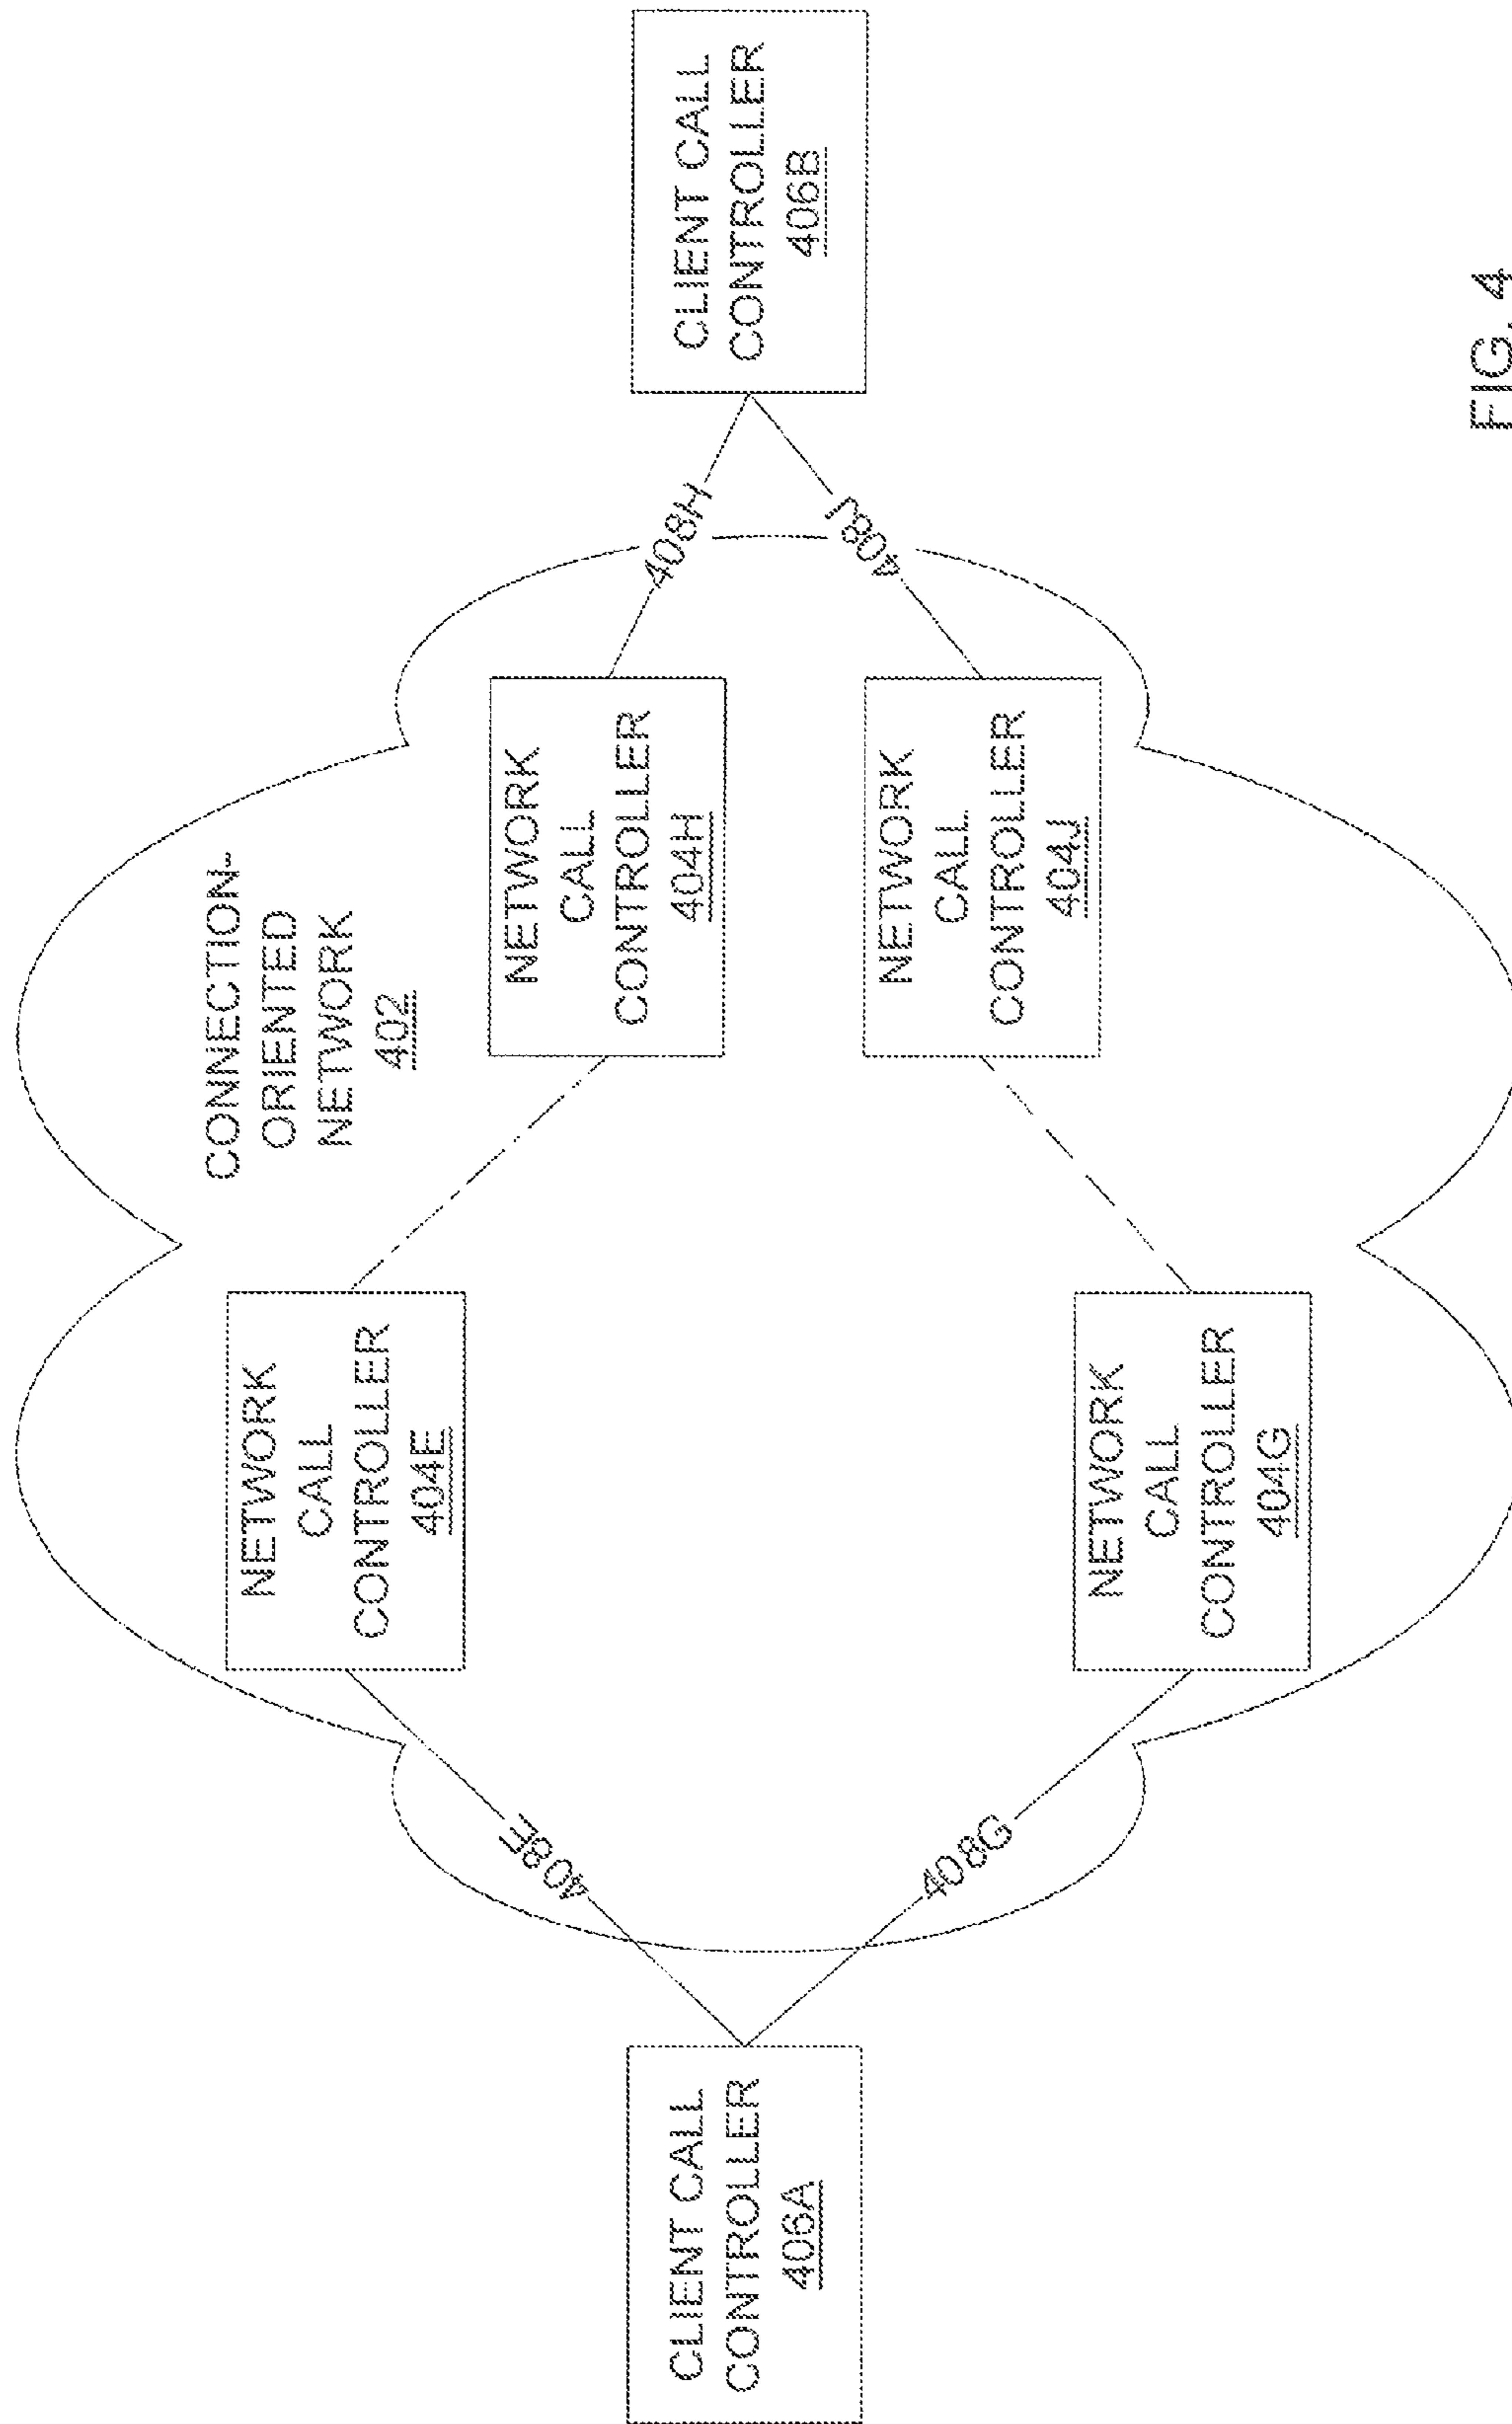 CONNECTION-
ORIENTED
NETWORK
402
NETWORK
CALL
CONTROLLER
404E
NETWORK
CALL
CONTROLLER
404H
408E
408H
CLIENT CALL
CONTROLLER
406A
CLIENT CALL
CONTROLLER
406B
408G
408J
NETWORK
CALL
CONTROLLER
404G
NETWORK
CALL
CONTROLLER
404J
FIG. 4